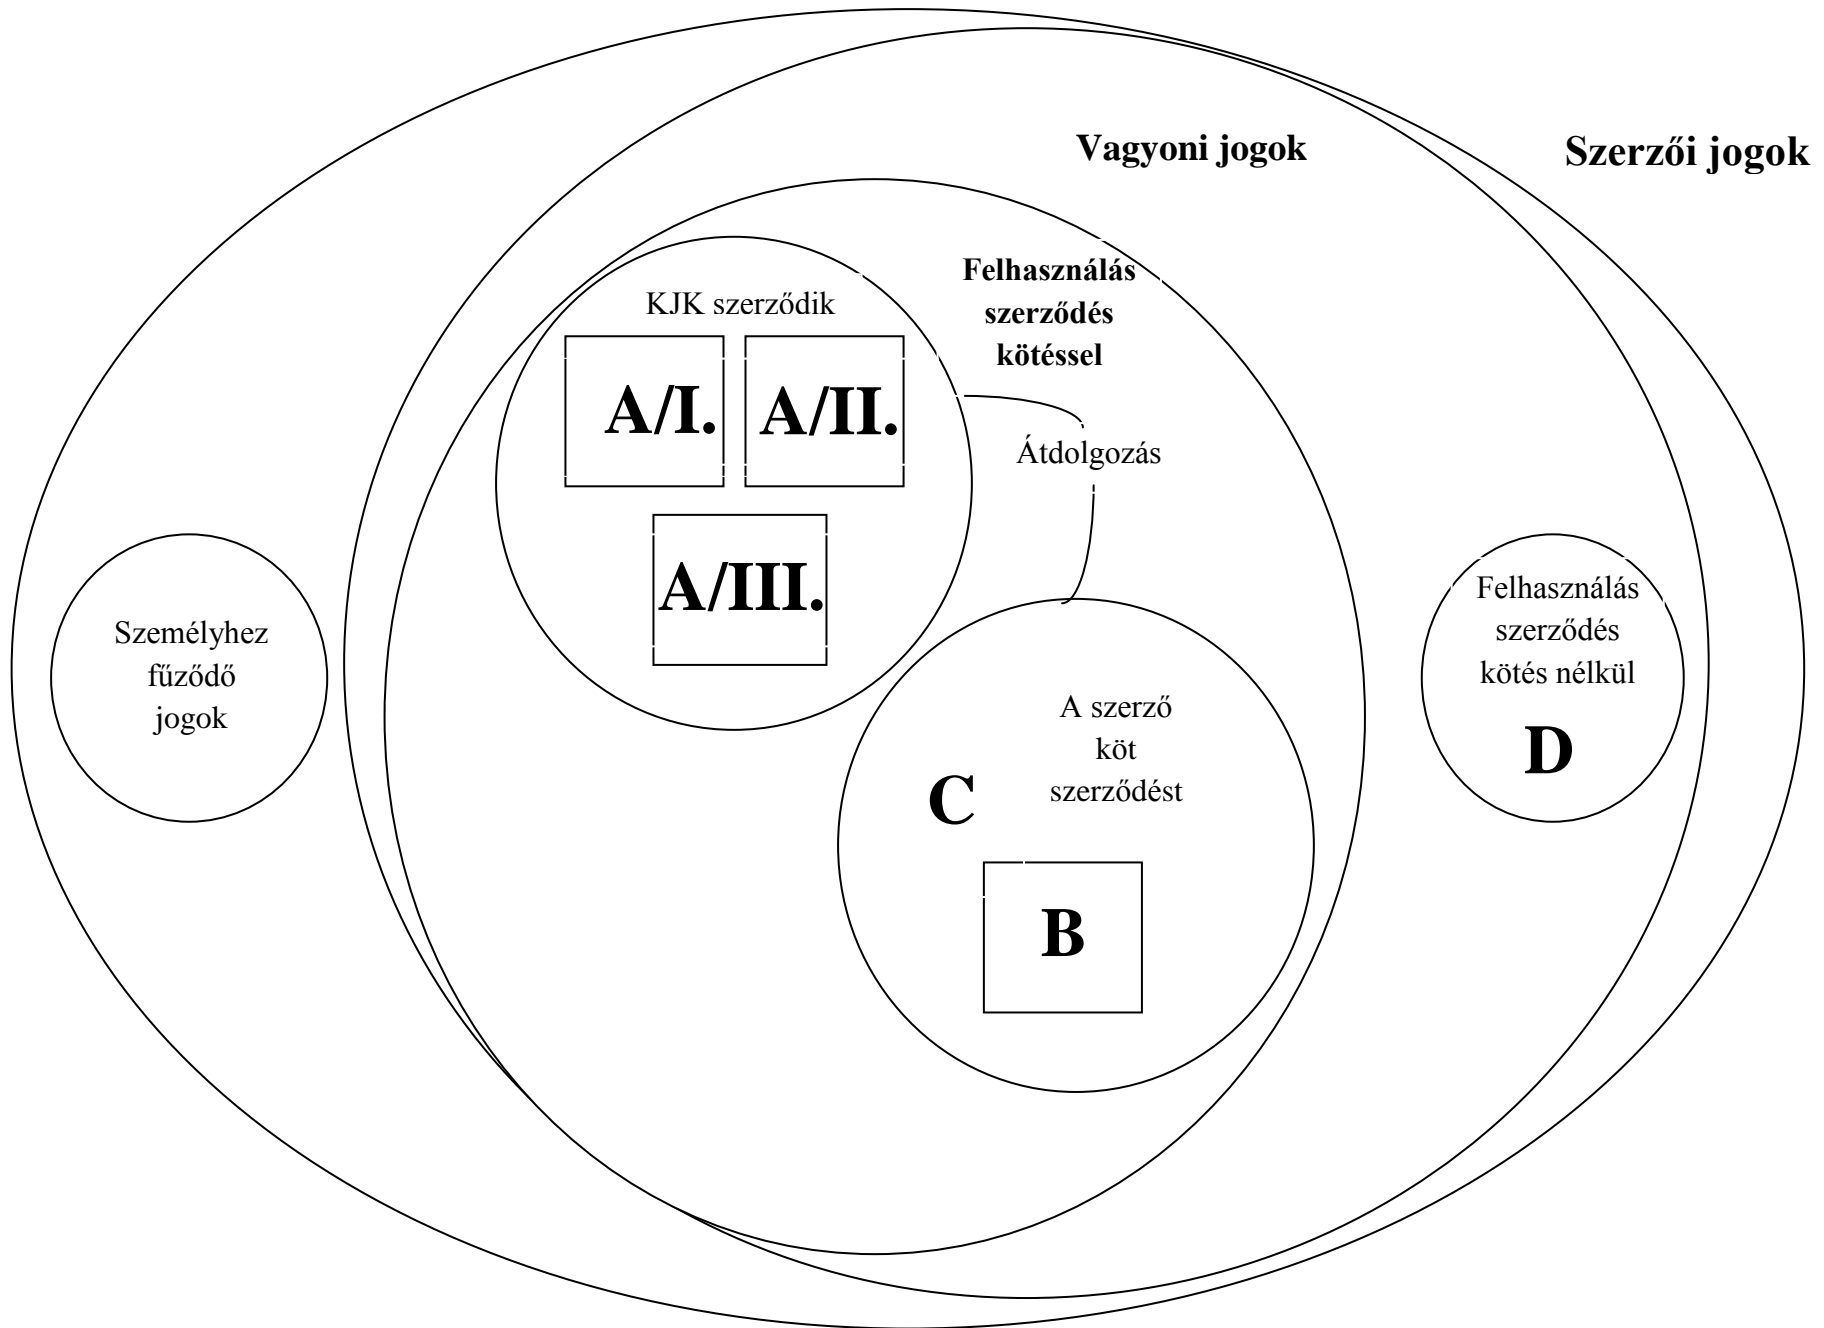 Vagyoni jogok
Szerzői jogok
Felhasználás
szerződés
kötéssel
KJK szerződik
A/I.
A/II.
Átdolgozás
A/III.
Személyhez
fűződő
jogok
Felhasználás
szerződés
kötés nélkül
D
A szerző
köt
szerződést
C
B